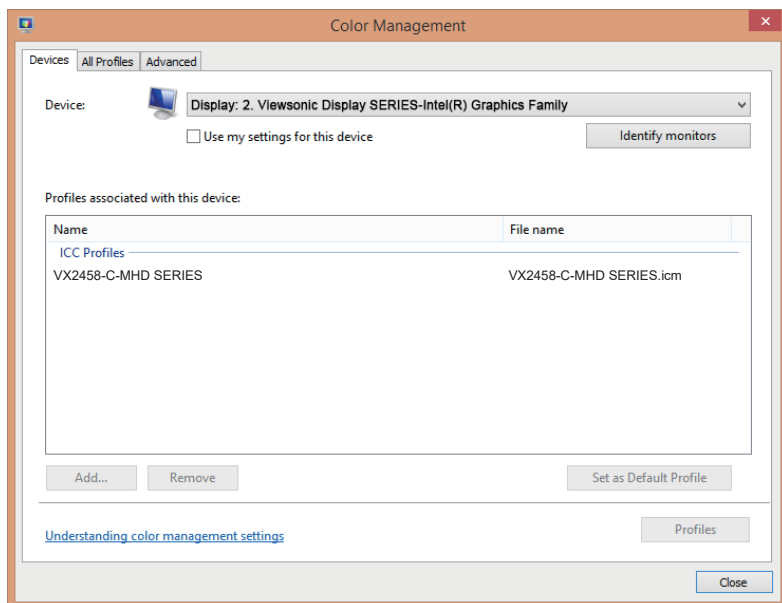 Color Management
Devices All Profiles Advanced
Device: Display: 2. Viewsonic Display SERIES-Intel(R) Graphics Family
Use my settings for this device Identify monitors
Profiles associated with this device:
Name File name
ICC Profiles
VX2458-C-MHD SERIES VX2458-C-MHD SERIES.icm
Add... Remove Set as Default Profile
Understanding color management settings Profiles
Close